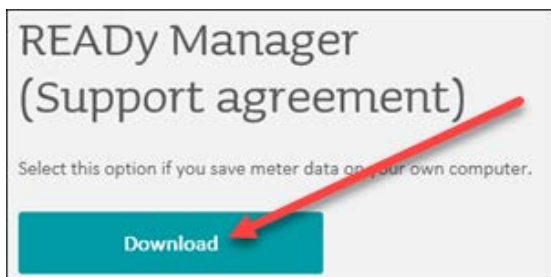 READy Manager
(Support agreement)
Select this option if you save meter data on your own computer.
Download